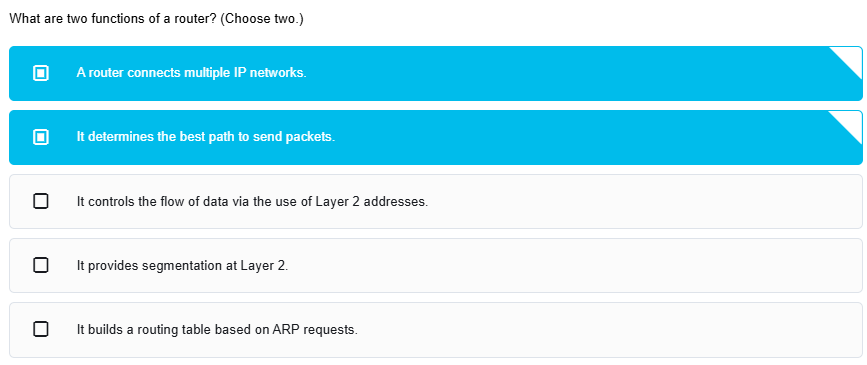 What are two functions of a router? (Choose two.)
A router connects multiple IP networks.
It determines the best path to send packets.
It controls the flow of data via the use of Layer 2 addresses.
It provides segmentation at Layer 2.
It builds a routing table based on ARP requests.